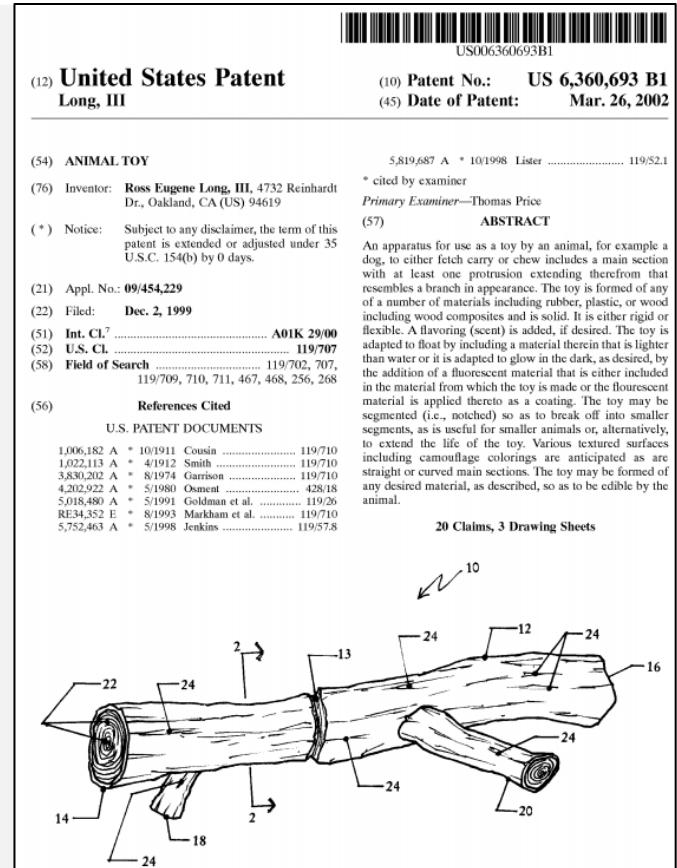 US006360693B1
(12) United States Patent
Long, III
(10) Patent No.: US 6,360,693 B1
(45) Date of Patent: Mar. 26, 2002
(54) ANIMAL TOY
(76) Inventor: Ross Eugene Long, III, 4732 Reinhardt
Dr., Oakland, CA (US) 94619
( * ) Notice: Subject to any disclaimer, the term of this
patent is extended or adjusted under 35
U.S.C. 154(b) by 0 days.
(21) Appl. No.: 09/454,229
(22) Filed: Dec. 2, 1999
(51) Int. Cl.7 ........................................ A01K 29/00
(52) U.S. Cl. ........................................ 119/707
(58) Field of Search ............................ 119/702, 707,
119/709, 710, 711, 467, 468, 256, 268
(56) References Cited
U.S. PATENT DOCUMENTS
1,006,182 A * 10/1911 Cousin ...................... 119/710
1,022,113 A * 4/1912 Smith ....................... 119/710
3,830,202 A * 8/1974 Garrison .................... 119/710
4,202,922 A * 5/1980 Osment ...................... 428/18
5,018,480 A * 5/1991 Goldman et al. .............. 119/26
RE34,352 E * 8/1993 Markham et al. ........... 119/710
5,752,463 A * 5/1998 Jenkins ..................... 119/57.8
5,819,687 A * 10/1998 Lister ......................... 119/52.1
* cited by examiner
Primary Examiner—Thomas Price
(57) ABSTRACT
An apparatus for use as a toy by an animal, for example a
dog, to either fetch carry or chew includes a main section
with at least one protrusion extending therefrom that
resembles a branch in appearance. The toy is formed of any
of a number of materials including rubber, plastic, or wood
including wood composites and is solid. It is either rigid or
flexible. A flavoring (scent) is added, if desired. The toy is
adapted to float by including a material therein that is lighter
than water or it is adapted to glow in the dark, as desired, by
the addition of a fluorescent material that is either included
in the material from which the toy is made or the flourescent
material is applied thereto as a coating. The toy may be
segmented (i.e., notched) so as to break off into smaller
segments, as is useful for smaller animals or, alternatively,
to extend the life of the toy. Various textured surfaces
including camouflage colorings are anticipated as are
straight or curved main sections. The toy may be formed of
any desired material, as described, so as to be edible by the
animal.
20 Claims, 3 Drawing Sheets
10
12
24
24
2
13
16
22
24
24
24
20
14
2
18
24